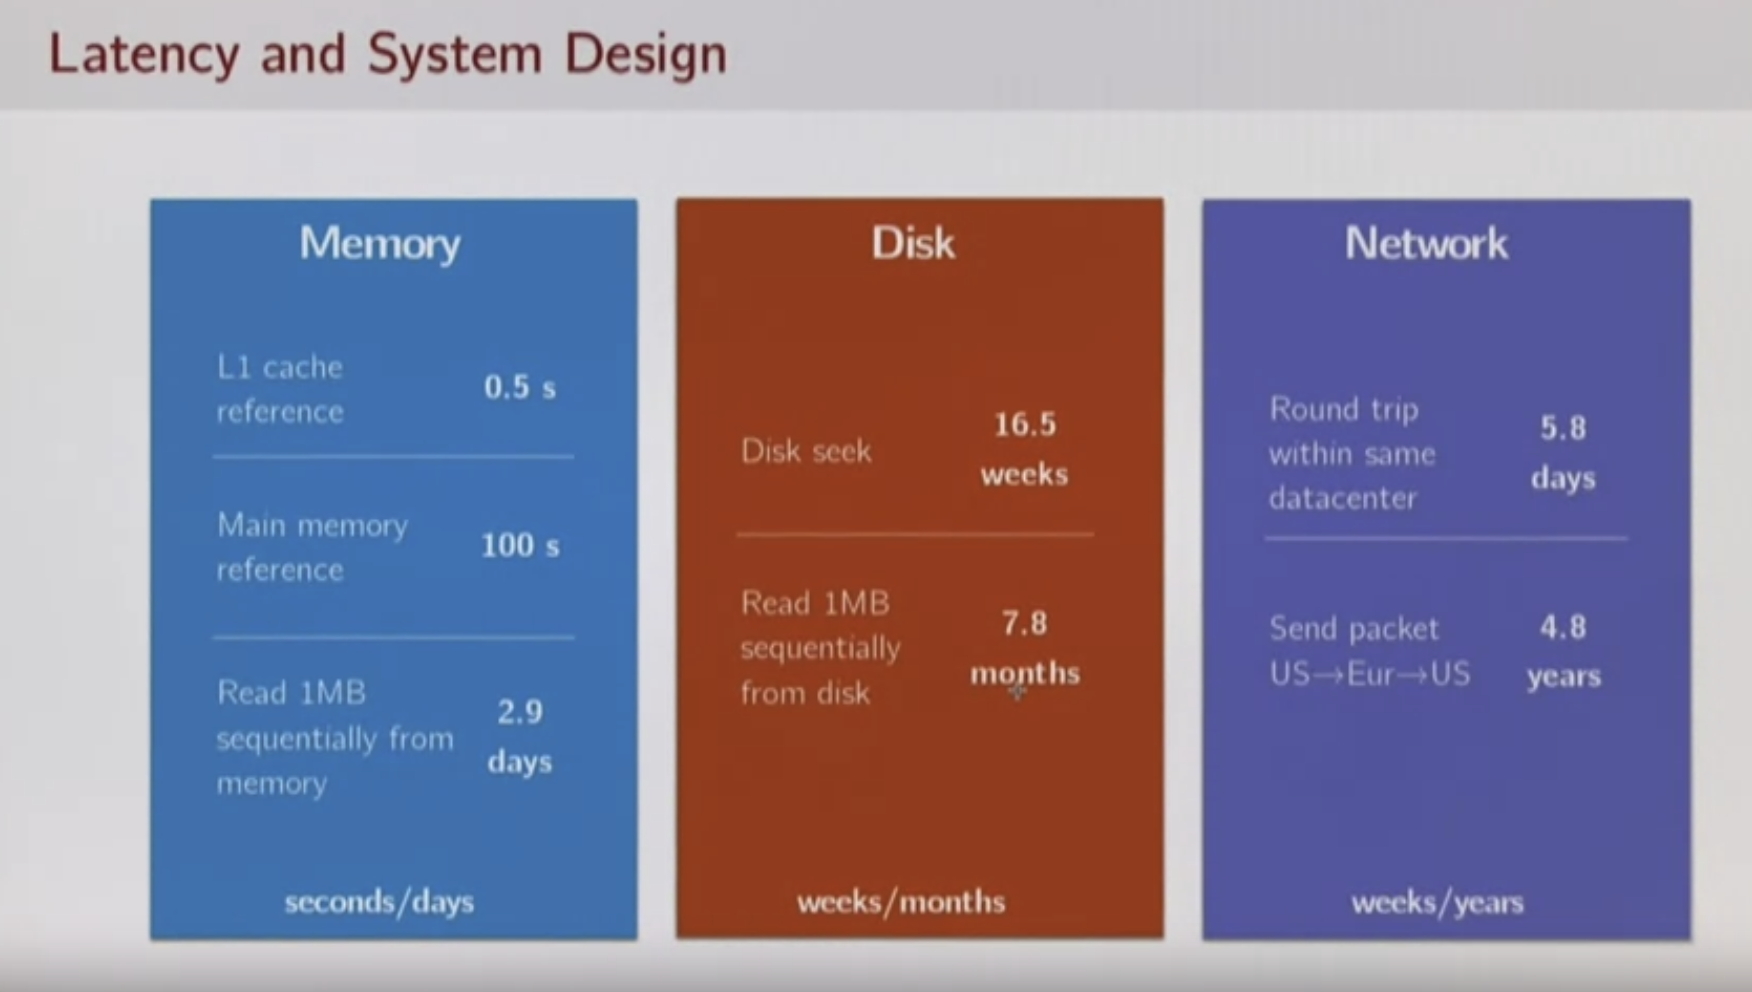 Latency and System Design
Memory
L1 cache
reference
0.5 s
Main memory
reference
100 s
Read 1MB
sequentially from
memory
2.9
days
seconds/days
Disk
Disk seek
16.5
weeks
Read 1MB
sequentially
from disk
7.8
months
weeks/months
Network
Round trip
within same
datacenter
5.8
days
Send packet
US→Eur→US
4.8
years
weeks/years